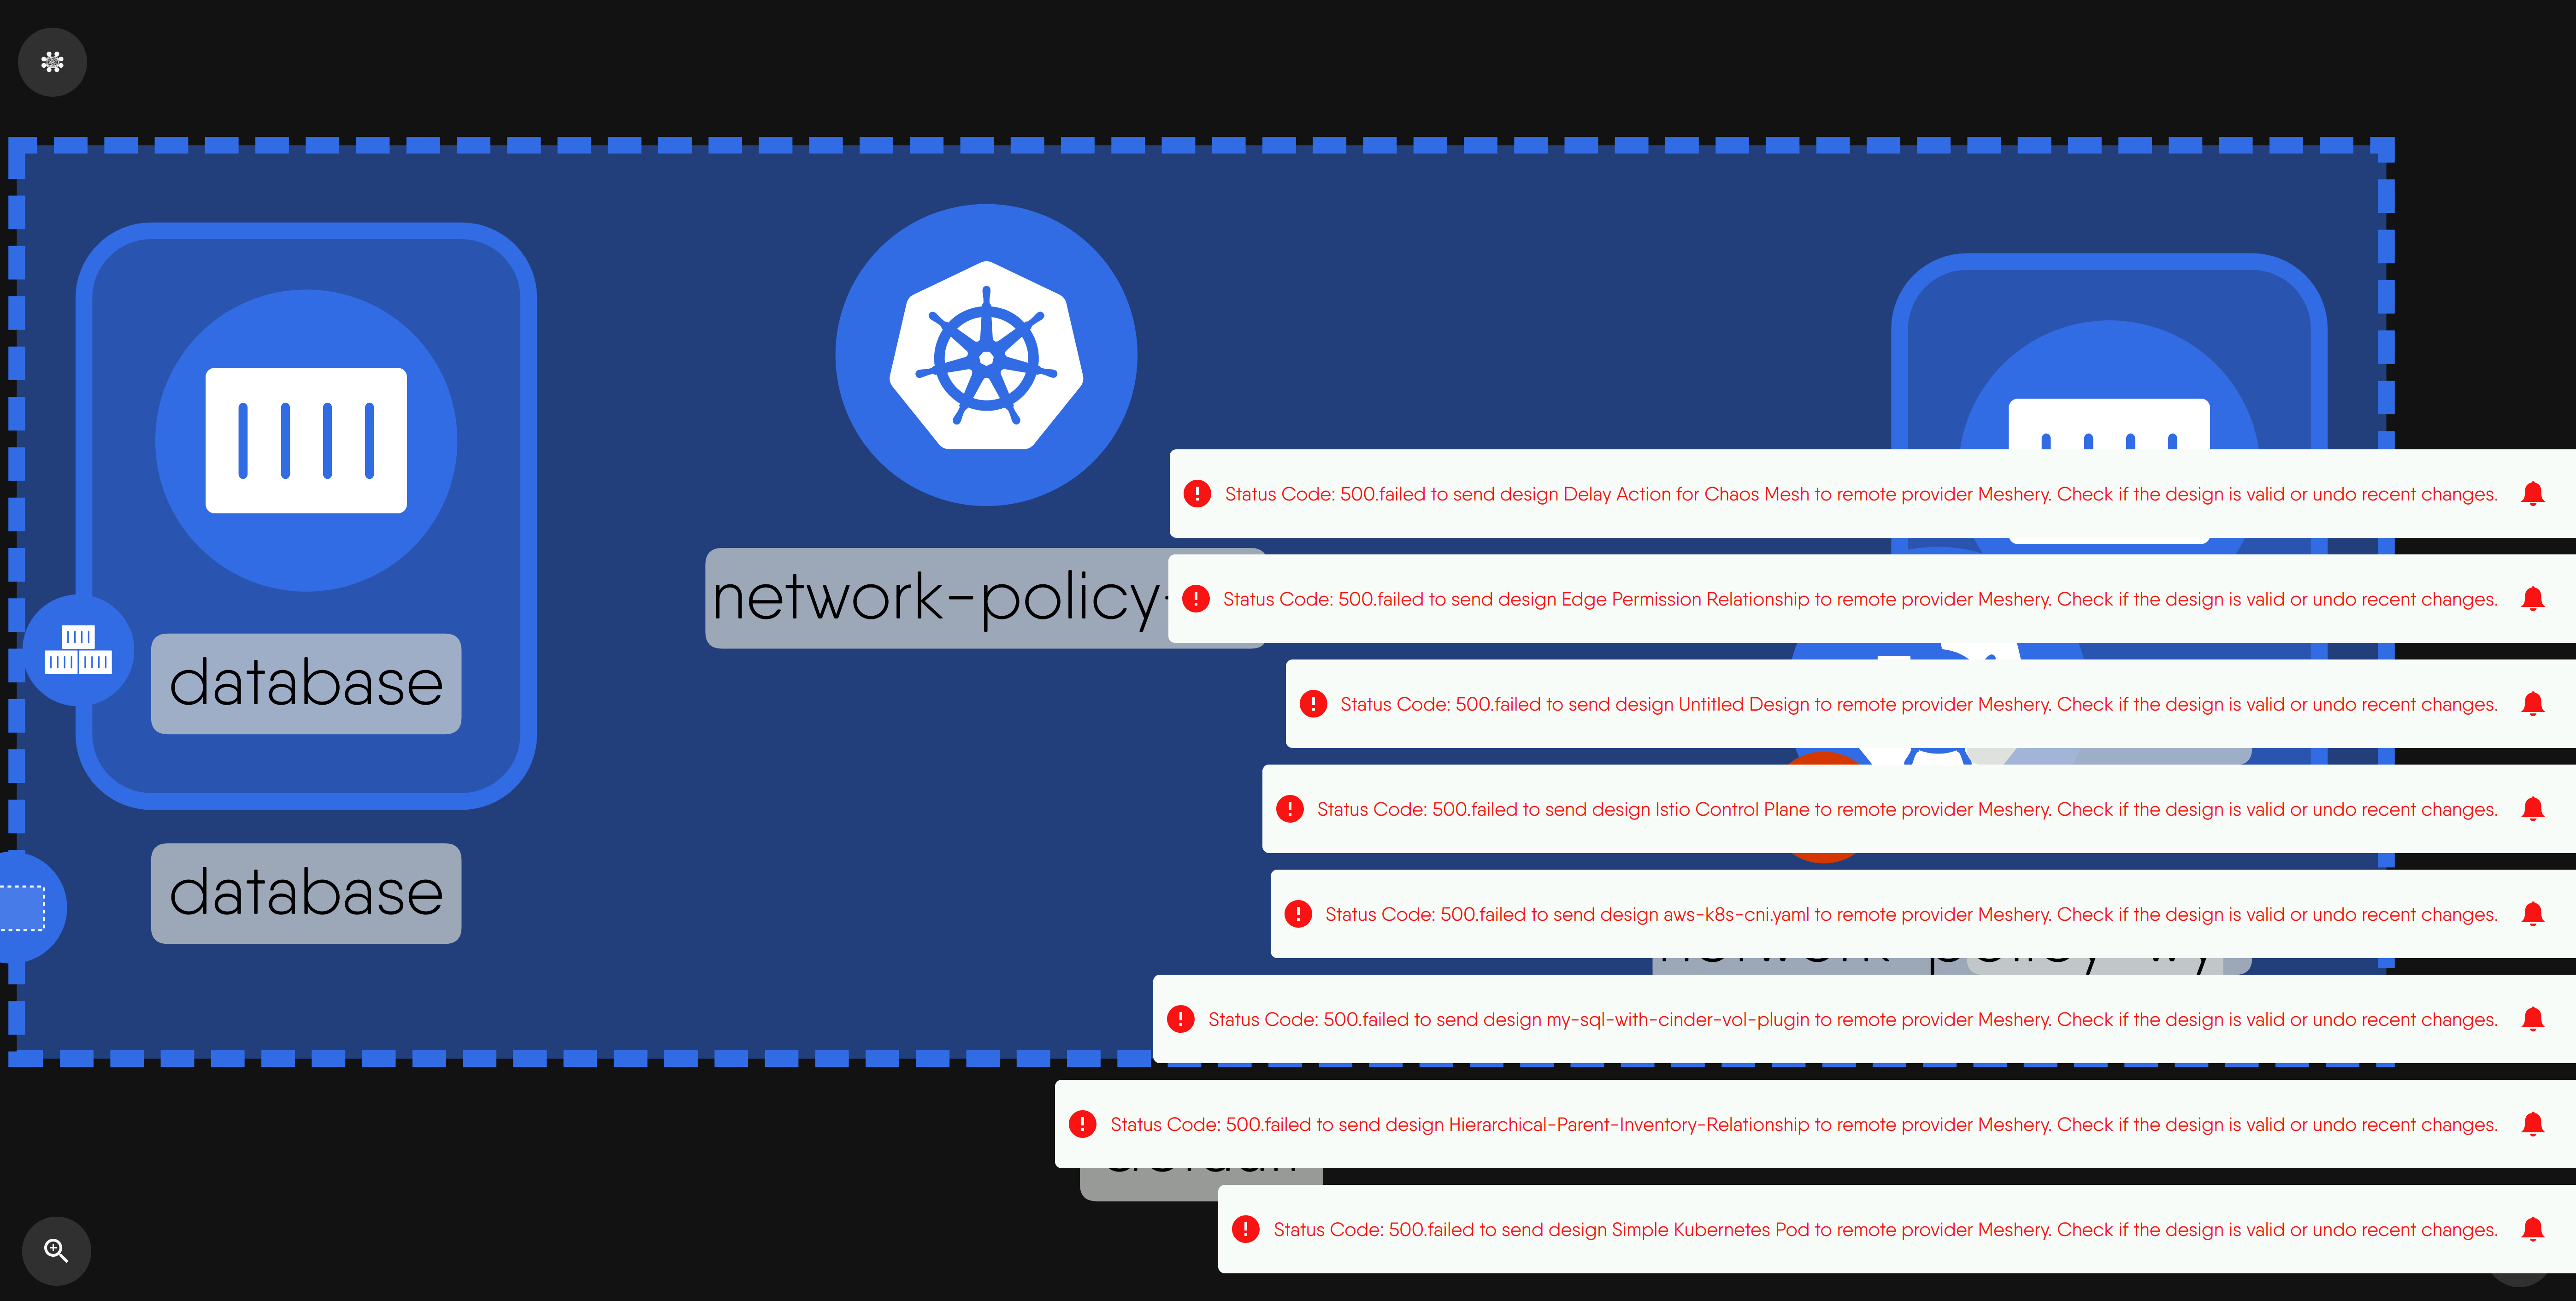 Status Code: 500.failed to send design Delay Action for Chaos Mesh to remote provider Meshery. Check if the design is valid or undo recent changes.
network-policy-
Status Code: 500.failed to send design Edge Permission Relationship to remote provider Meshery. Check if the design is valid or undo recent changes.
database
Status Code: 500.failed to send design Untitled Design to remote provider Meshery. Check if the design is valid or undo recent changes.
Status Code: 500.failed to send design Istio Control Plane to remote provider Meshery. Check if the design is valid or undo recent changes.
database
Status Code: 500.failed to send design aws-k8s-cni.yaml to remote provider Meshery. Check if the design is valid or undo recent changes.
Status Code: 500.failed to send design my-sql-with-cinder-vol-plugin to remote provider Meshery. Check if the design is valid or undo recent changes.
Status Code: 500.failed to send design Hierarchical-Parent-Inventory-Relationship to remote provider Meshery. Check if the design is valid or undo recent changes.
Status Code: 500.failed to send design Simple Kubernetes Pod to remote provider Meshery. Check if the design is valid or undo recent changes.